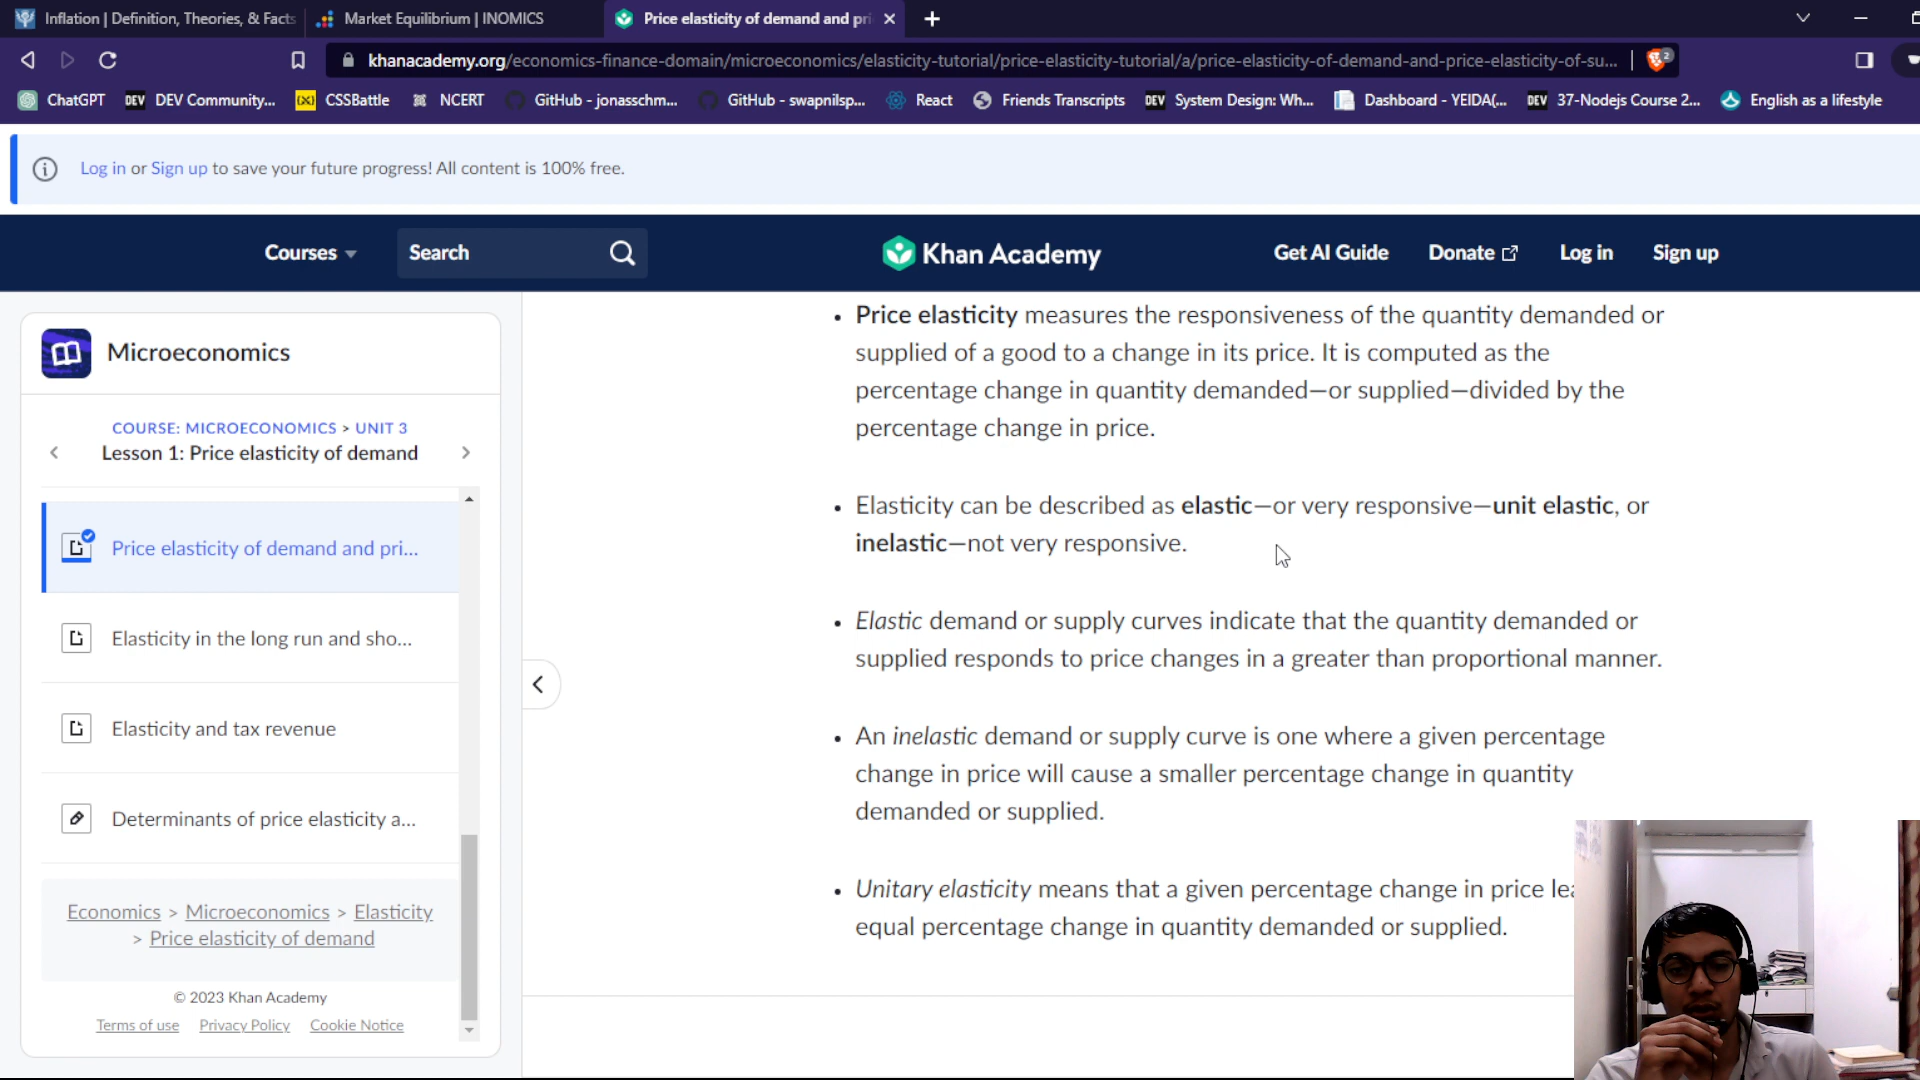 Inflation | Definition, Theories, & Facts
Market Equilibrium | INOMICS
Price elasticity of demand and pri
khanacademy.org/economics-finance-domain/microeconomics/elasticity-tutorial/price-elasticity-tutorial/a/price-elasticity-of-demand-and-price-elasticity-of-su...
2
ChatGPT
DEV DEV Community...
CSSBattle
NCERT
GitHub - jonasschm...
GitHub - swapnilsp...
React
Friends Transcripts
DEV System Design: Wh...
Dashboard - YEIDA(...
DEV 37-Nodejs Course 2...
English as a lifestyle
Log in or Sign up to save your future progress! All content is 100% free.
Courses
Search
Khan Academy
Get AI Guide
Donate
Log in
Sign up
Microeconomics
COURSE: MICROECONOMICS > UNIT 3
Lesson 1: Price elasticity of demand
Price elasticity of demand and pri...
Elasticity in the long run and sho...
Elasticity and tax revenue
Determinants of price elasticity a...
Economics > Microeconomics > Elasticity
> Price elasticity of demand
© 2023 Khan Academy
Terms of use Privacy Policy Cookie Notice
• Price elasticity measures the responsiveness of the quantity demanded or
supplied of a good to a change in its price. It is computed as the
percentage change in quantity demanded—or supplied—divided by the
percentage change in price.
• Elasticity can be described as elastic—or very responsive—unit elastic, or
inelastic—not very responsive.
• Elastic demand or supply curves indicate that the quantity demanded or
supplied responds to price changes in a greater than proportional manner.
• An inelastic demand or supply curve is one where a given percentage
change in price will cause a smaller percentage change in quantity
demanded or supplied.
• Unitary elasticity means that a given percentage change in price lea
equal percentage change in quantity demanded or supplied.